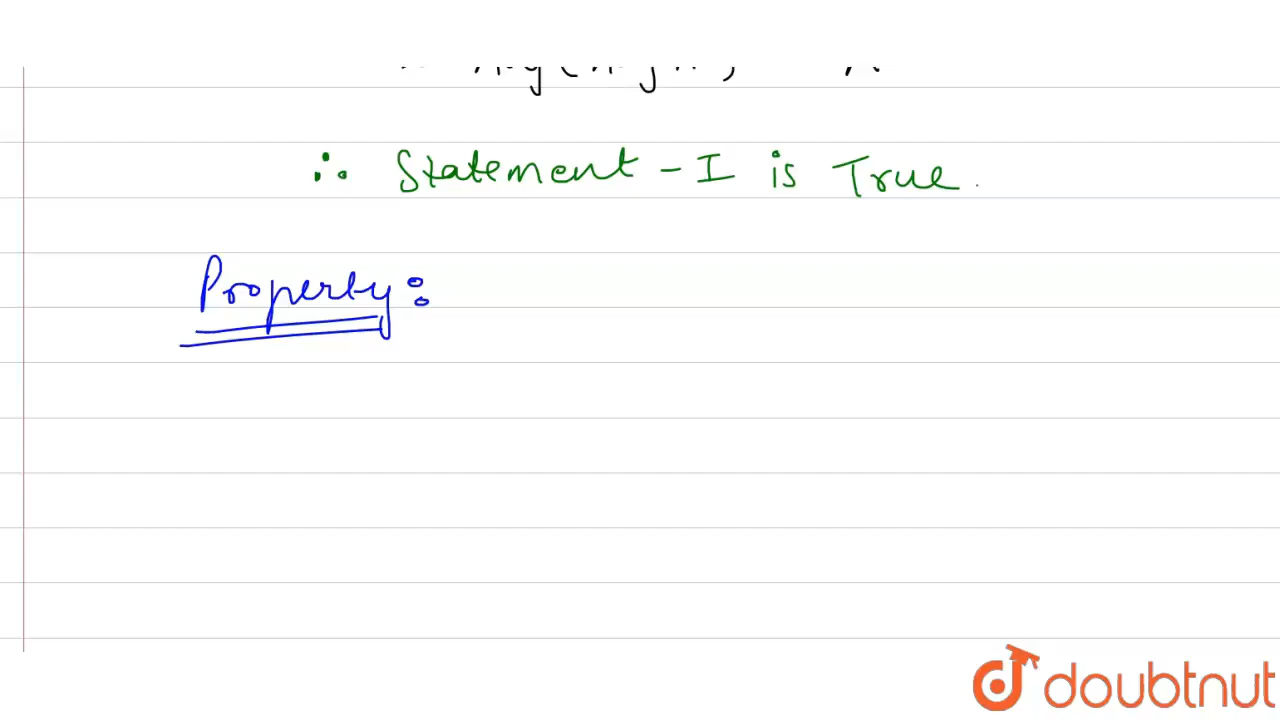 ∴ Statement - I is True.
Property:
doubtnut